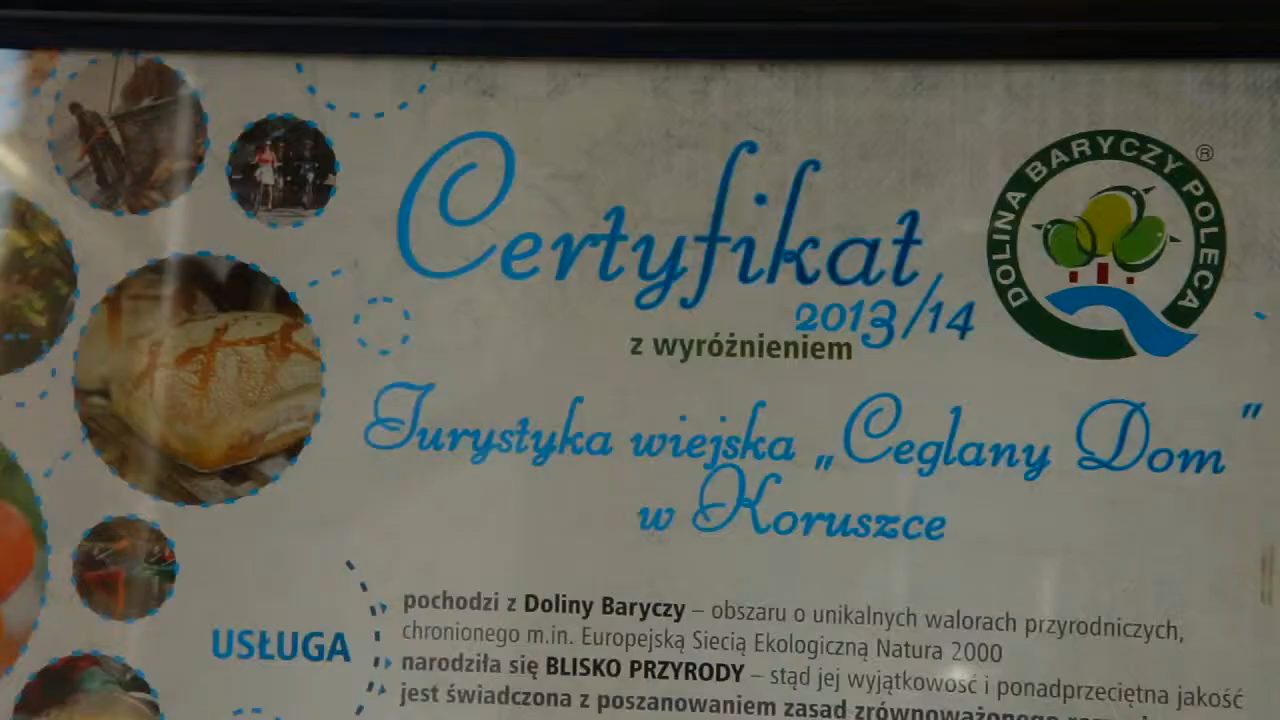 Certyfikat
2013/14
z wyróżnieniem
DOLINA BARYCZY POLECA ®
Turystyka wiejska „Ceglany Dom"
w Koruszce
USŁUGA
pochodzi z Doliny Baryczy – obszaru o unikalnych walorach przyrodniczych,
chronionego m.in. Europejską Siecią Ekologiczną Natura 2000
narodziła się BLISKO PRZYRODY – stąd jej wyjątkowość i ponadprzeciętna jakość
jest świadczona z poszanowaniem zasad zrównoważonego